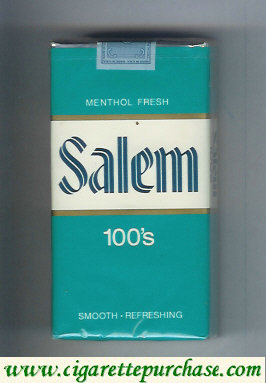 MENTHOL FRESH
Salem
100's
SMOOTH · REFRESHING
www.cigarettepurchase.com